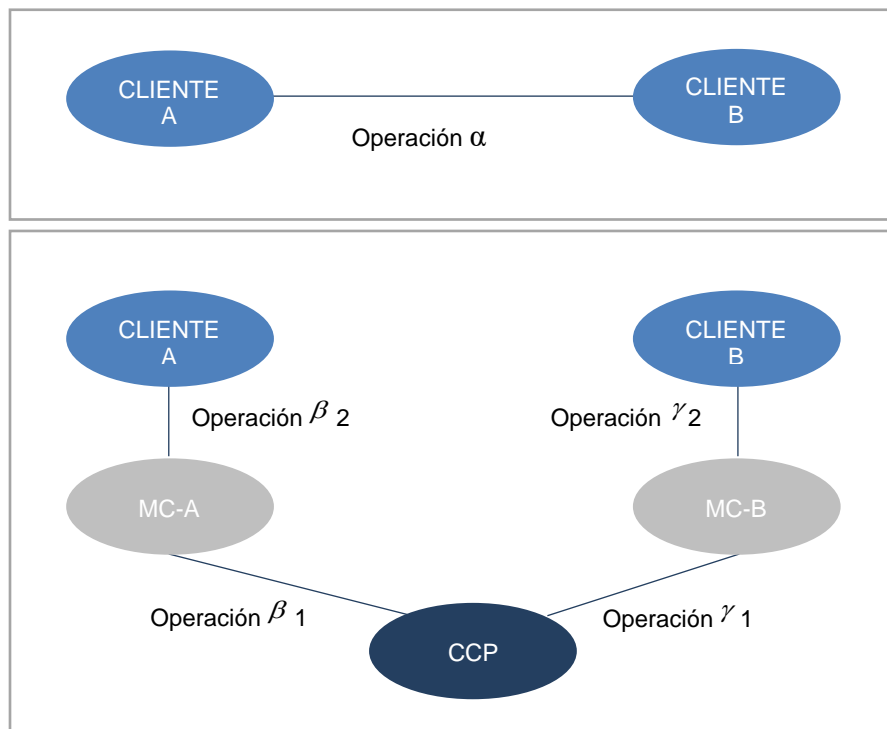 CLIENTE
A
CLIENTE
B
Operación α
CLIENTE
A
CLIENTE
B
Operación β 2
Operación γ 2
MC-A
MC-B
Operación β 1
Operación γ 1
CCP